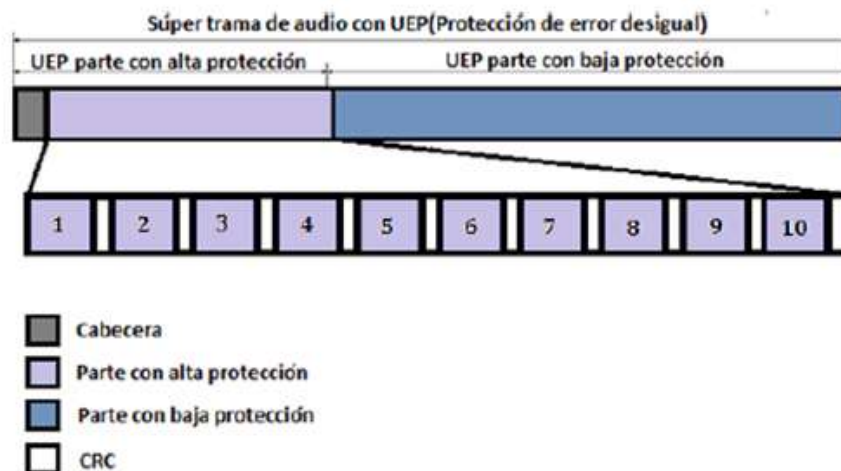 Súper trama de audio con UEP(Protección de error desigual)
UEP parte con alta protección UEP parte con baja protección
1 2 3 4 5 6 7 8 9 10
Cabecera
Parte con alta protección
Parte con baja protección
CRC